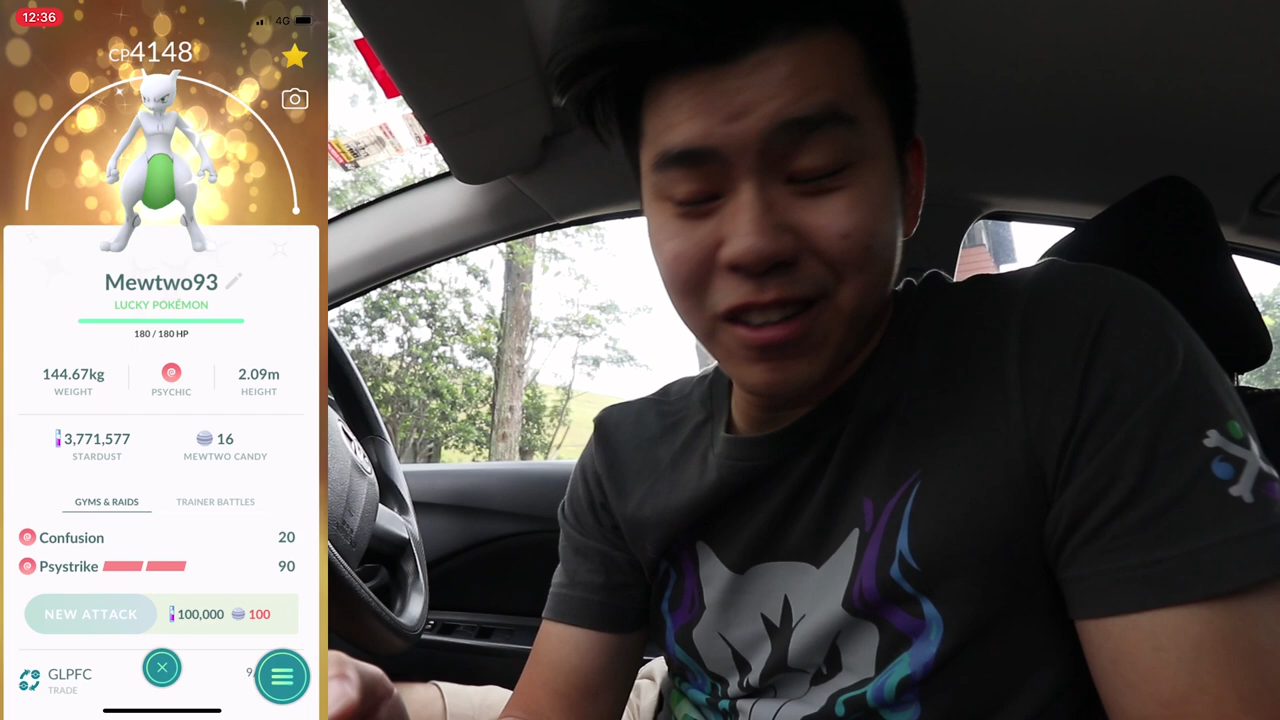 12:36
4G
CP4148
Mewtwo93
LUCKY POKÉMON
180 / 180 HP
144.67kg
WEIGHT
PSYCHIC
2.09m
HEIGHT
3,771,577
STARDUST
16
MEWTWO CANDY
GYMS & RAIDS
TRAINER BATTLES
Confusion 20
Psystrike 90
NEW ATTACK 100,000 100
GLPFC
TRADE